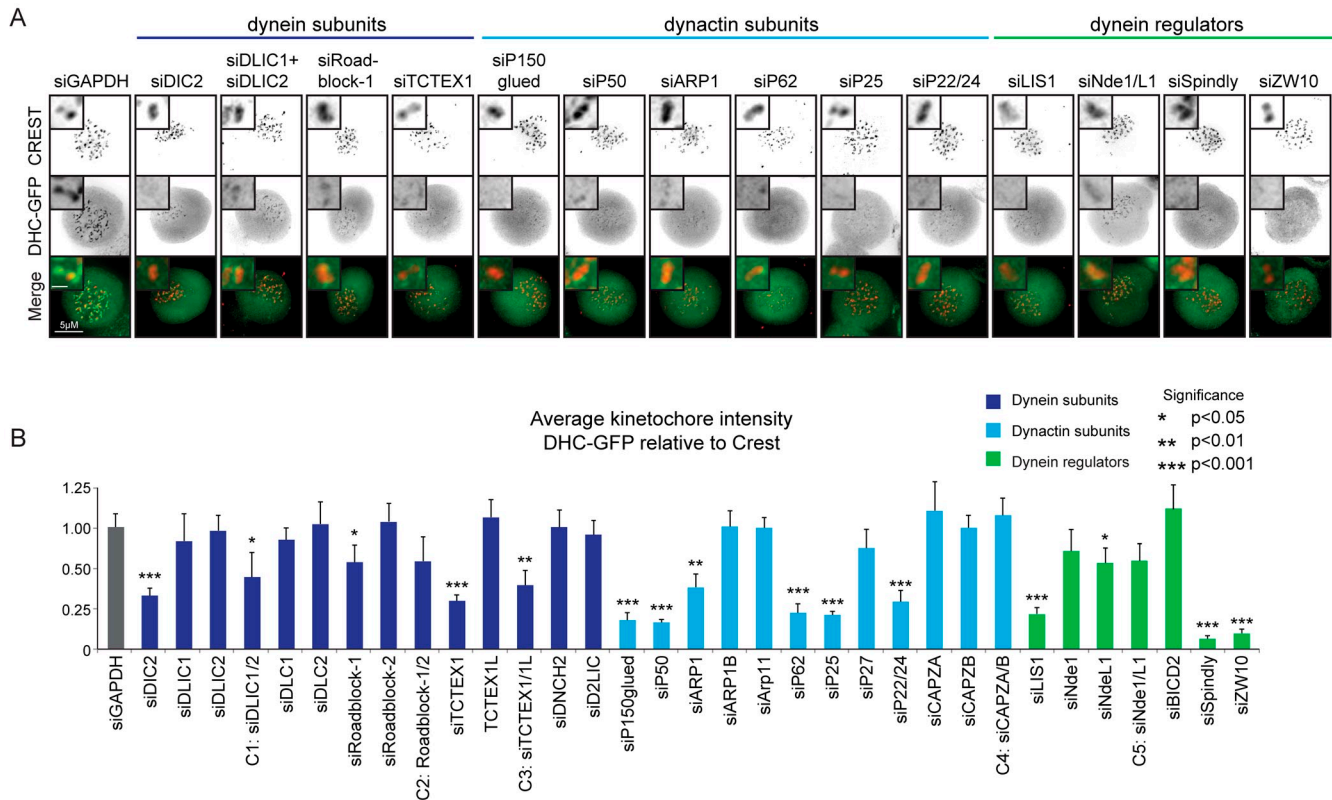 A
dynein subunits
dynactin subunits
dynein regulators
siGAPDH
siDIC2
siDLIC1+
siDLIC2
siRoad-
block-1
siTCTEX1
siP150
glued
siP50
siARP1
siP62
siP25
siP22/24
siLIS1
siNde1/L1
siSpindly
siZW10
CREST
DHC-GFP
Merge
5µM
B
Average kinetochore intensity
DHC-GFP relative to Crest
Dynein subunits
Dynactin subunits
Dynein regulators
Significance
* p<0.05
** p<0.01
*** p<0.001
1.25
1.00
0.50
0.25
0
***
*
*
***
**
***
***
**
***
***
***
***
*
***
***
siGAPDH
siDIC2
siDLIC1
siDLIC2
C1: siDLIC1/2
siDLC1
siDLC2
siRoadblock-1
siRoadblock-2
C2: Roadblock-1/2
siTCTEX1
TCTEX1L
C3: siTCTEX1/1L
siDNCH2
siD2LIC
siP150glued
siP50
siARP1
siARP1B
siArp11
siP62
siP25
siP27
siP22/24
siCAPZA
siCAPZB
C4: siCAPZA/B
siLIS1
siNde1
siNdeL1
C5: siNde1/L1
siBICD2
siSpindly
siZW10